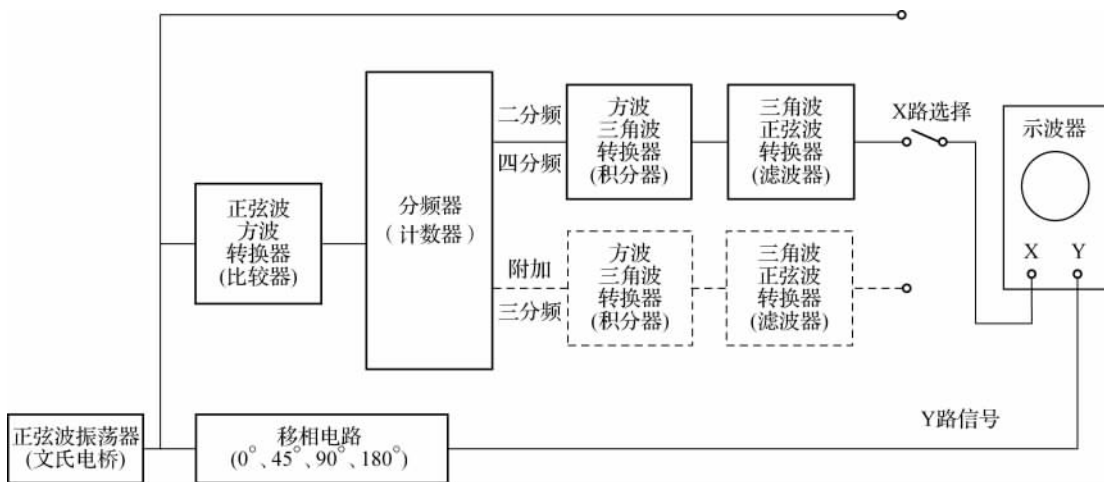 二分频
四分频
方波
三角波
转换器
(积分器)
三角波
正弦波
转换器
(滤波器)
X路选择
示波器
X
Y
正弦波
方波
转换器
(比较器)
分频器
（计数器）
附加
三分频
方波
三角波
转换器
(积分器)
三角波
正弦波
转换器
(滤波器)
Y路信号
正弦波振荡器
(文氏电桥)
移相电路
(0°、45°、90°、180°)